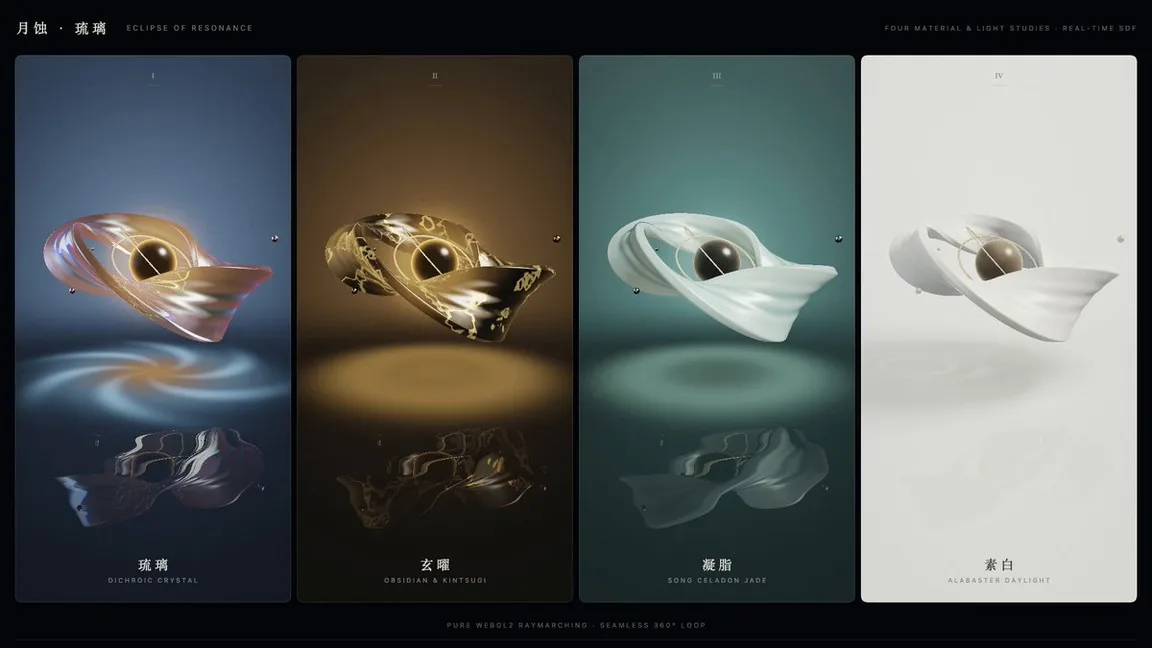 月蚀 · 琉璃 ECLIPSE OF RESONANCE
FOUR MATERIAL & LIGHT STUDIES · REAL-TIME SDF
I
II
III
IV
琉璃
DICHROIC CRYSTAL
玄曜
OBSIDIAN & KINTSUGI
凝脂
SONG CELADON JADE
素白
ALABASTER DAYLIGHT
PURE WEBGL2 RAYMARCHING · SEAMLESS 360° LOOP